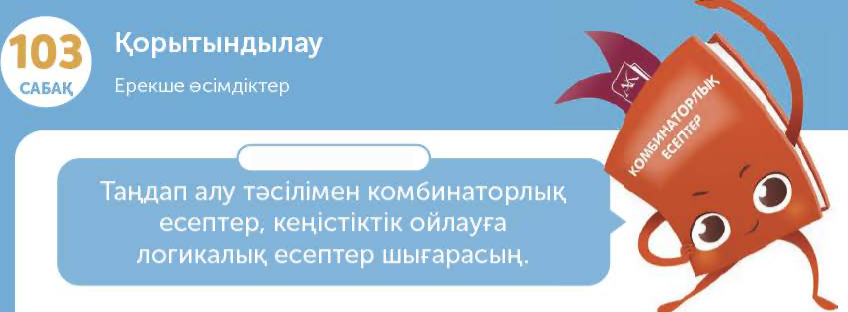 103
САБАҚ
Қорытындылау
Ерекше өсімдіктер
КОМБИНАТОРЛЫҚ
ЕСЕПТЕР
Таңдап алу тәсілімен комбинаторлық
есептер, кеңістіктік ойлауға
логикалық есептер шығарасың.